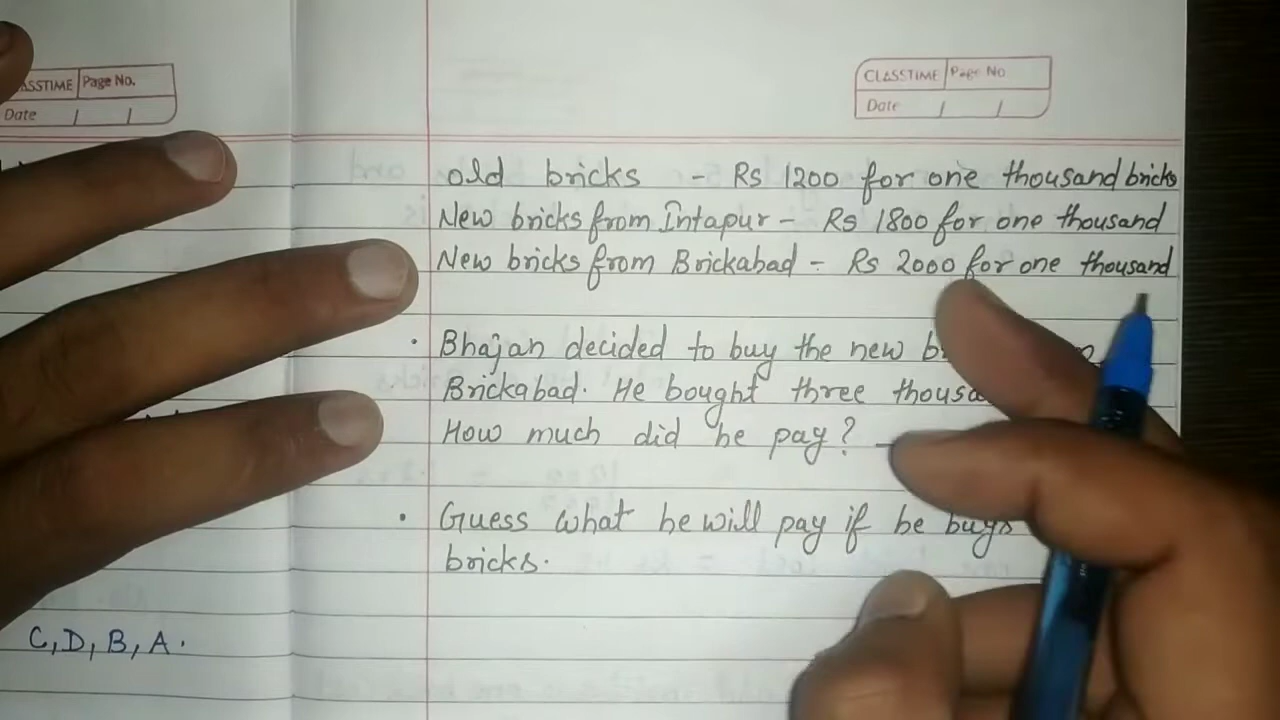 SSTIME Page No.
Date / /
CLASSTIME Page No
Date / /
old bricks - Rs 1200 for one thousand bricks
New bricks from Intapur - Rs 1800 for one thousand
New bricks from Brickabad - Rs 2000 for one thousand
. Bhajan decided to buy the new
Brickabad. He bought three
How much did he pay? -
. Guess what he will pay if he buys
bricks.
C, D, B, A.